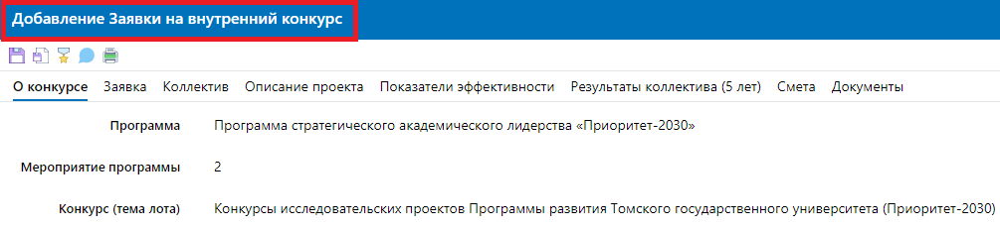 Добавление Заявки на внутренний конкурс
О конкурсе Заявка Коллектив Описание проекта Показатели эффективности Результаты коллектива (5 лет) Смета Документы
Программа Программа стратегического академического лидерства «Приоритет-2030»
Мероприятие программы 2
Конкурс (тема лота) Конкурсы исследовательских проектов Программы развития Томского государственного университета (Приоритет-2030)